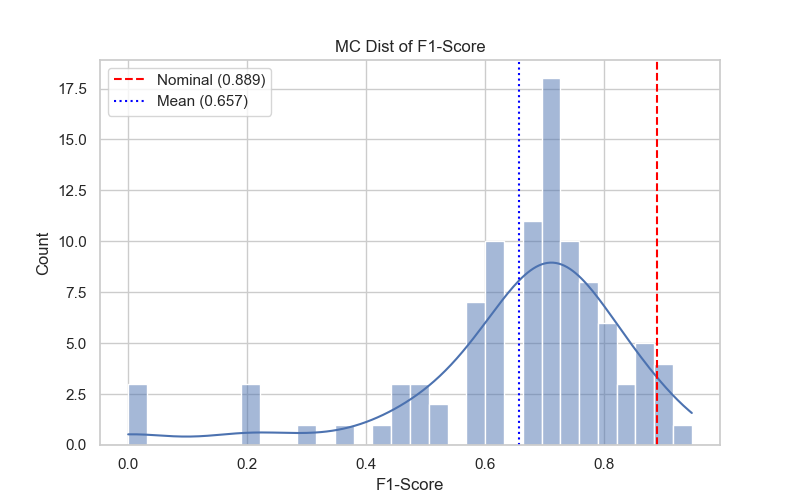 MC Dist of F1-Score
Nominal (0.889)
Mean (0.657)
Count
17.5
15.0
12.5
10.0
7.5
5.0
2.5
0.0
0.0 0.2 0.4 0.6 0.8
F1-Score